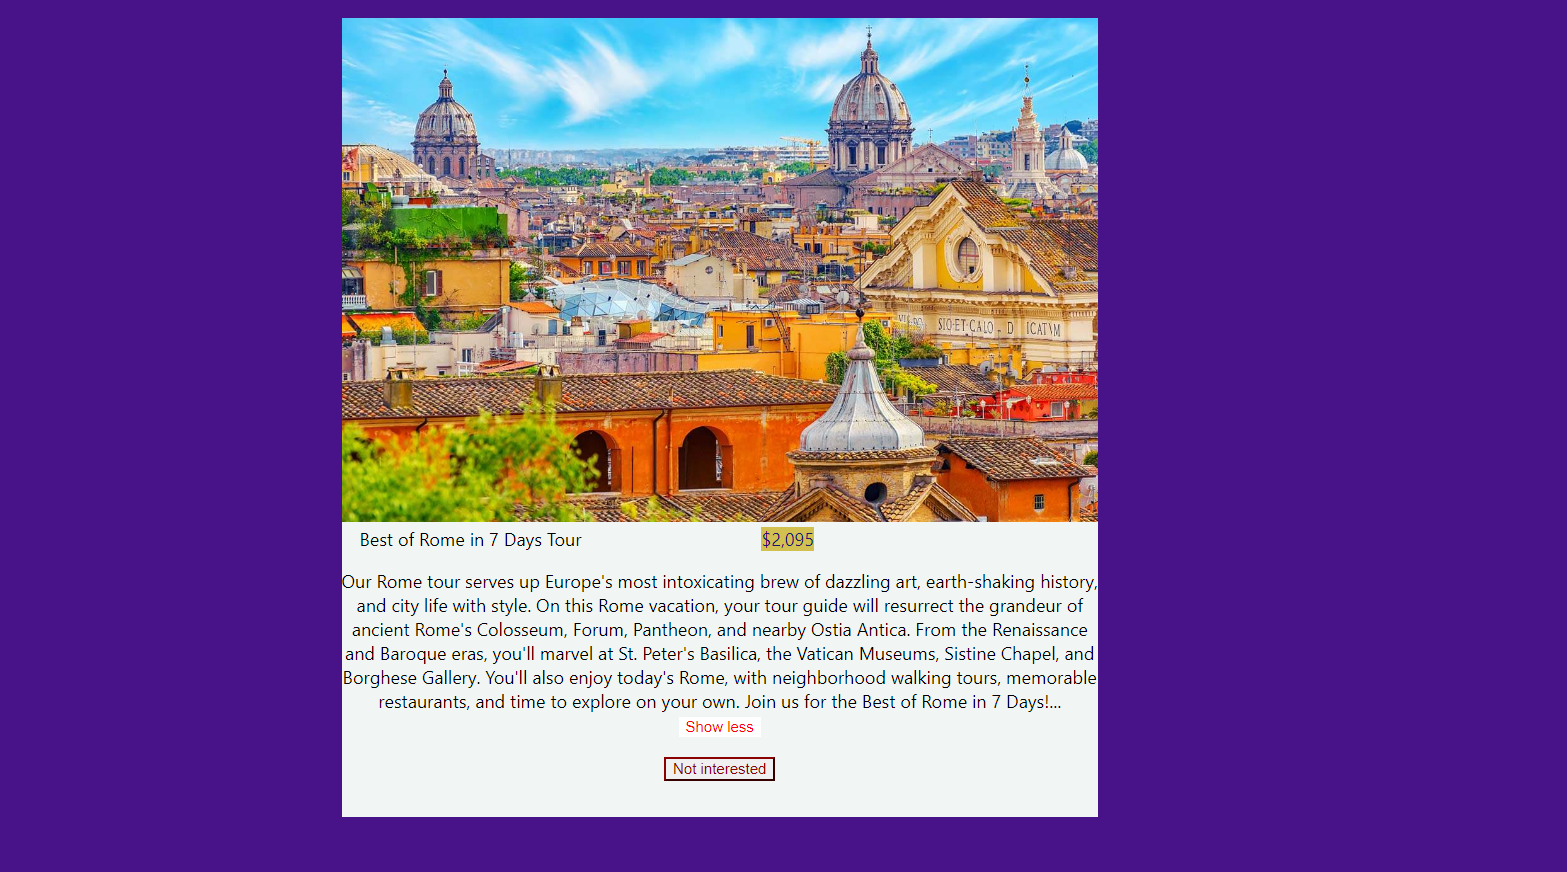 SIO·ET·CALO
Best of Rome in 7 Days Tour $2,095
Our Rome tour serves up Europe's most intoxicating brew of dazzling art, earth-shaking history,
and city life with style. On this Rome vacation, your tour guide will resurrect the grandeur of
ancient Rome's Colosseum, Forum, Pantheon, and nearby Ostia Antica. From the Renaissance
and Baroque eras, you'll marvel at St. Peter's Basilica, the Vatican Museums, Sistine Chapel, and
Borghese Gallery. You'll also enjoy today's Rome, with neighborhood walking tours, memorable
restaurants, and time to explore on your own. Join us for the Best of Rome in 7 Days!...
Show less
Not interested